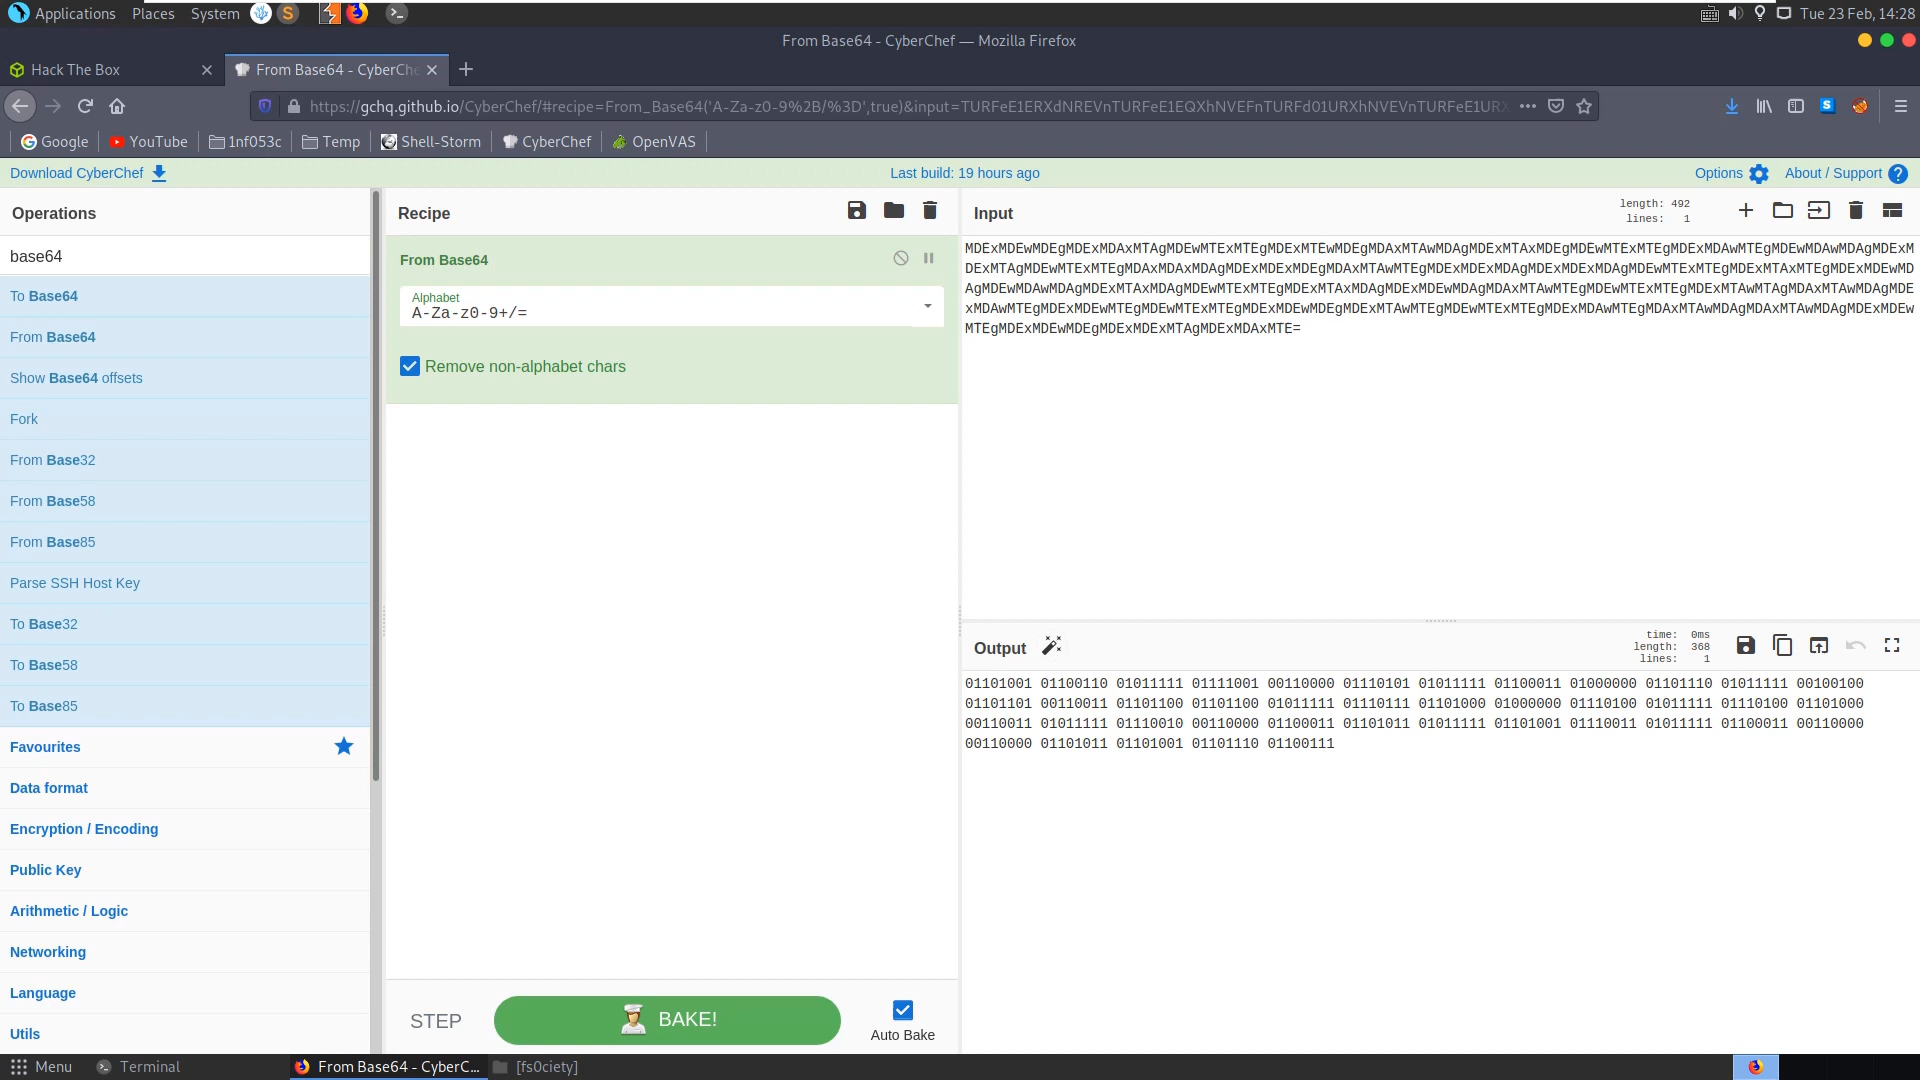 Applications Places System Tue 23 Feb, 14:28
From Base64 - CyberChef — Mozilla Firefox
Hack The Box From Base64 - CyberChe
https://gchq.github.io/CyberChef/#recipe=From_Base64('A-Za-z0-9%2B/%3D',true)&input=TURFeE1ERXdNREVnTURFeE1EQXhNVEFnTURFd01URXhNVEVnTURFeE1URX
Google YouTube 1nf053c Temp Shell-Storm CyberChef OpenVAS
Download CyberChef Last build: 19 hours ago Options About / Support
Operations
base64
To Base64
From Base64
Show Base64 offsets
Fork
From Base32
From Base58
From Base85
Parse SSH Host Key
To Base32
To Base58
To Base85
Favourites
Data format
Encryption / Encoding
Public Key
Arithmetic / Logic
Networking
Language
Utils
Recipe
From Base64
Alphabet
A-Za-z0-9+/=
Remove non-alphabet chars
STEP BAKE! Auto Bake
Input
length: 492
lines: 1
MDExMDEwMDEgMDExMDAxMTAgMDEwMTExMTEgMDExMTEwMDEgMDAxMTAwMDAgMDExMTAxMDEgMDEwMTExMTEgMDExMDAwMTEgMDEwMDAwMDAgMDExM
DExMTAgMDEwMTExMTEgMDAxMDAxMDAgMDExMDExMDEgMDAxMTAwMTEgMDExMDExMDAgMDExMDExMDAgMDEwMTExMTEgMDExMTAxMTEgMDExMDEwMD
AgMDEwMDAwMDAgMDExMTAxMDAgMDEwMTExMTEgMDExMTAxMDAgMDExMDEwMDAgMDAxMTAwMTEgMDEwMTExMTEgMDExMTAwMTAgMDAxMTAwMDAgMDE
xMDAwMTEgMDExMDEwMTEgMDEwMTExMTEgMDExMDEwMDEgMDExMTAwMTEgMDEwMTExMTEgMDExMDAwMTEgMDAxMTAwMDAgMDAxMTAwMDAgMDExMDEw
MTEgMDExMDEwMDEgMDExMDExMTAgMDExMDAxMTE=
Output
time: 0ms
length: 368
lines: 1
01101001 01100110 01011111 01111001 00110000 01110101 01011111 01100011 01000000 01101110 01011111 00100100
01101101 00110011 01101100 01101100 01011111 01110111 01101000 01000000 01110100 01011111 01110100 01101000
00110011 01011111 01110010 00110000 01100011 01101011 01011111 01101001 01110011 01011111 01100011 00110000
00110000 01101011 01101001 01101110 01100111
Menu Terminal From Base64 - CyberC... [fs0ciety]